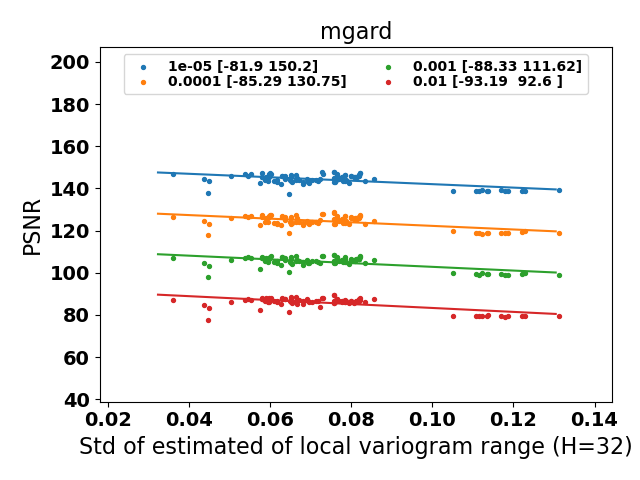 mgard
1e-05 [-81.9 150.2]
0.0001 [-85.29 130.75]
0.001 [-88.33 111.62]
0.01 [-93.19  92.6 ]
PSNR
200
180
160
140
120
100
80
60
40
0.02 0.04 0.06 0.08 0.10 0.12 0.14
Std of estimated of local variogram range (H=32)